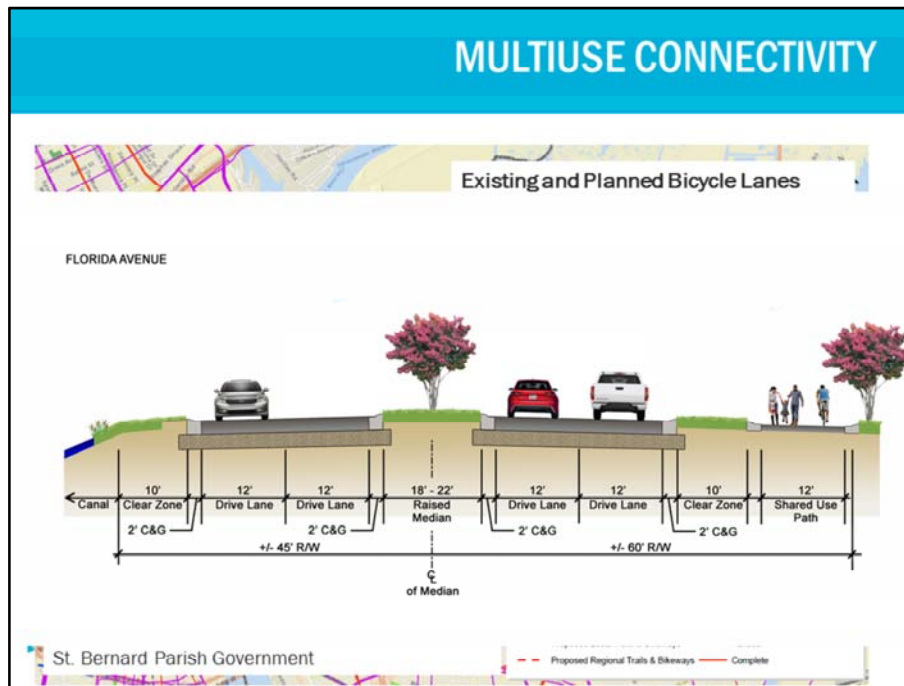 MULTIUSE CONNECTIVITY
Existing and Planned Bicycle Lanes
FLORIDA AVENUE
10' 12' 12' 18' - 22' 12' 12' 10' 12'
Canal Clear Zone Drive Lane Drive Lane Raised Median Drive Lane Drive Lane Clear Zone Shared Use Path
2' C&G 2' C&G 2' C&G 2' C&G
+/- 45' R/W +/- 60' R/W
℄
of Median
St. Bernard Parish Government
Proposed Regional Trails & Bikeways Complete